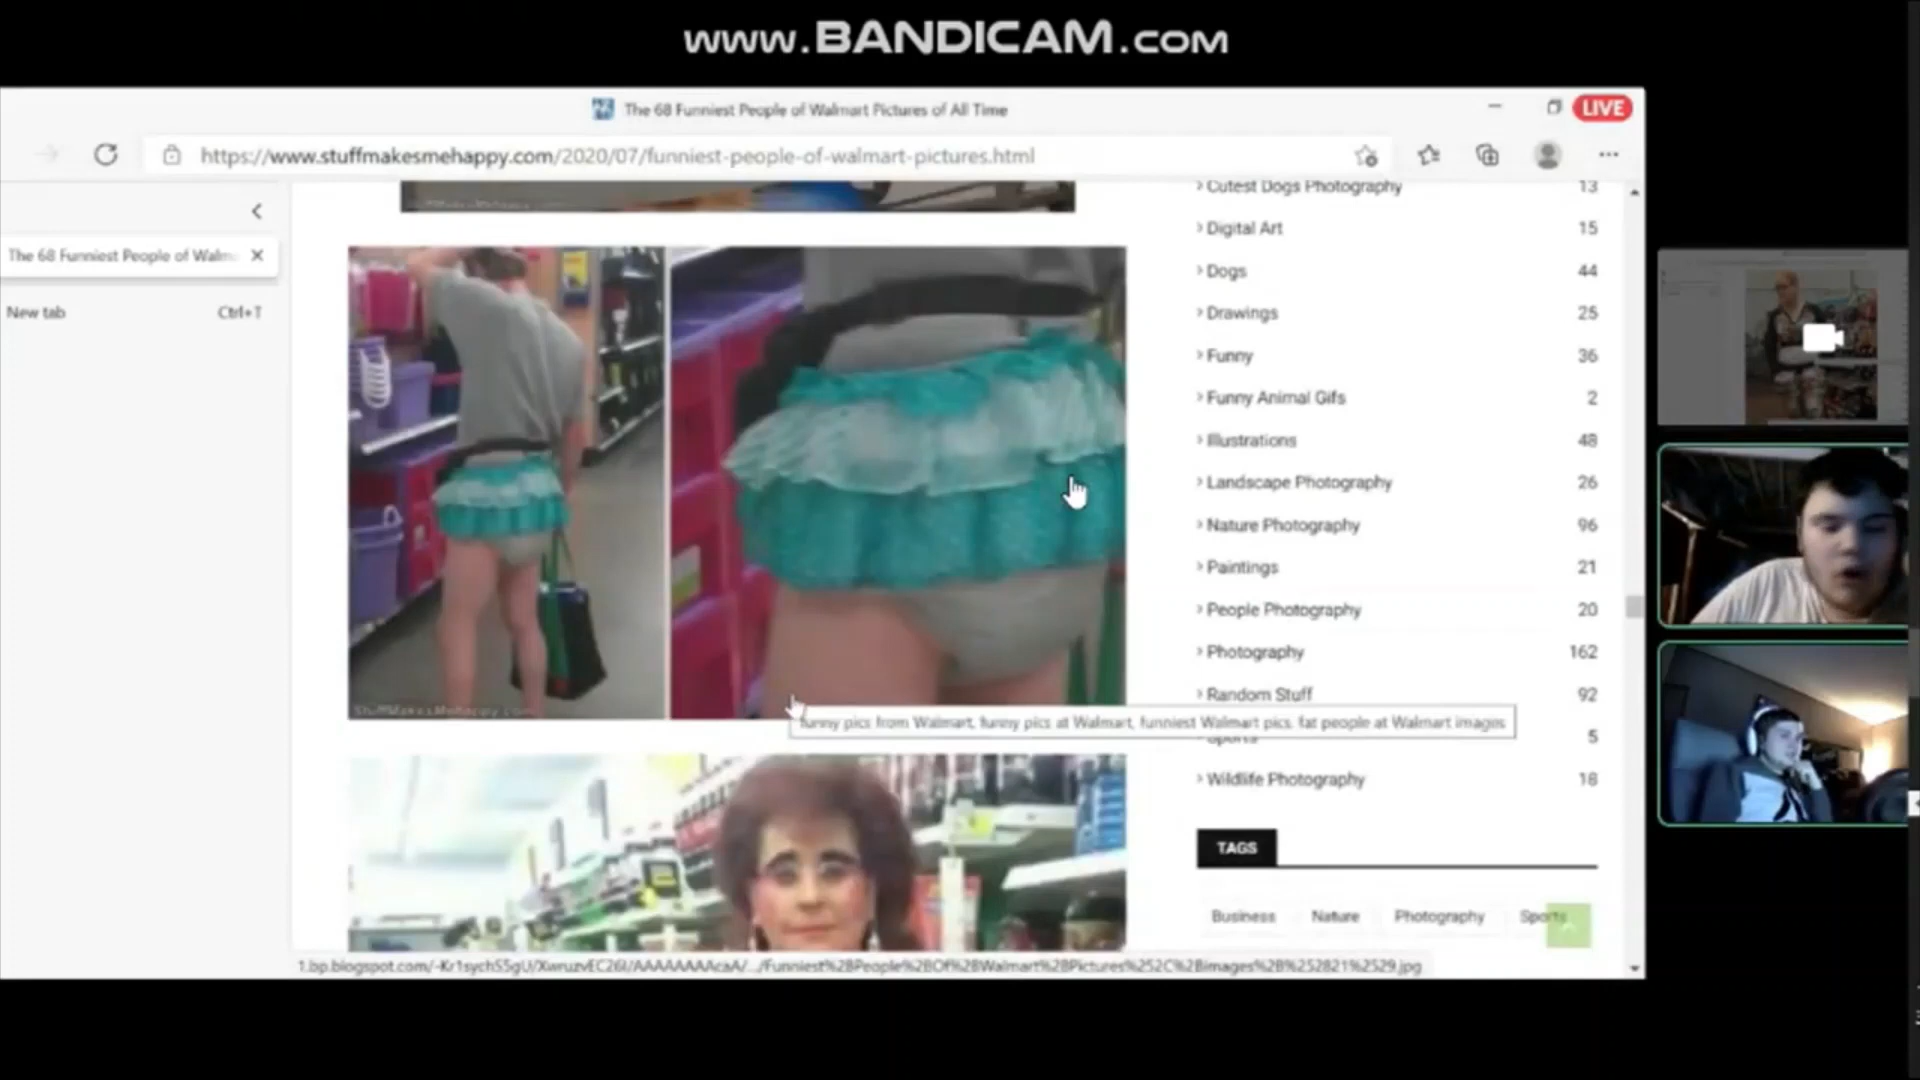 www.BANDICAM.com
The 68 Funniest People of Walmart Pictures of All Time
LIVE
https://www.stuffmakesmehappy.com/2020/07/funniest-people-of-walmart-pictures.html
The 68 Funniest People of Walm
New tab Ctrl+T
Cutest Dogs Photography 13
Digital Art 15
Dogs 44
Drawings 25
Funny 36
Funny Animal Gifs 2
Illustrations 48
Landscape Photography 26
Nature Photography 96
Paintings 21
People Photography 20
Photography 162
Random Stuff 92
StuffMakesMehappy.com
funny pics from Walmart, funny pics at Walmart, funniest Walmart pics, fat people at Walmart images
Sports 5
Wildlife Photography 18
TAGS
Business Nature Photography Sports